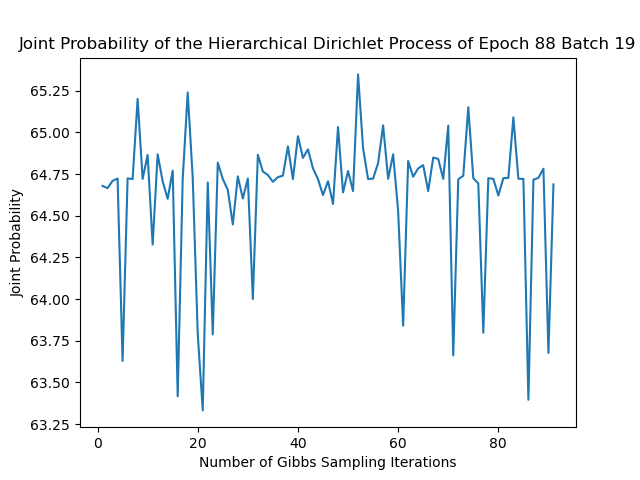 Joint Probability of the Hierarchical Dirichlet Process of Epoch 88 Batch 19
65.25
65.00
64.75
64.50
64.25
64.00
63.75
63.50
63.25
Joint Probability
0 20 40 60 80
Number of Gibbs Sampling Iterations